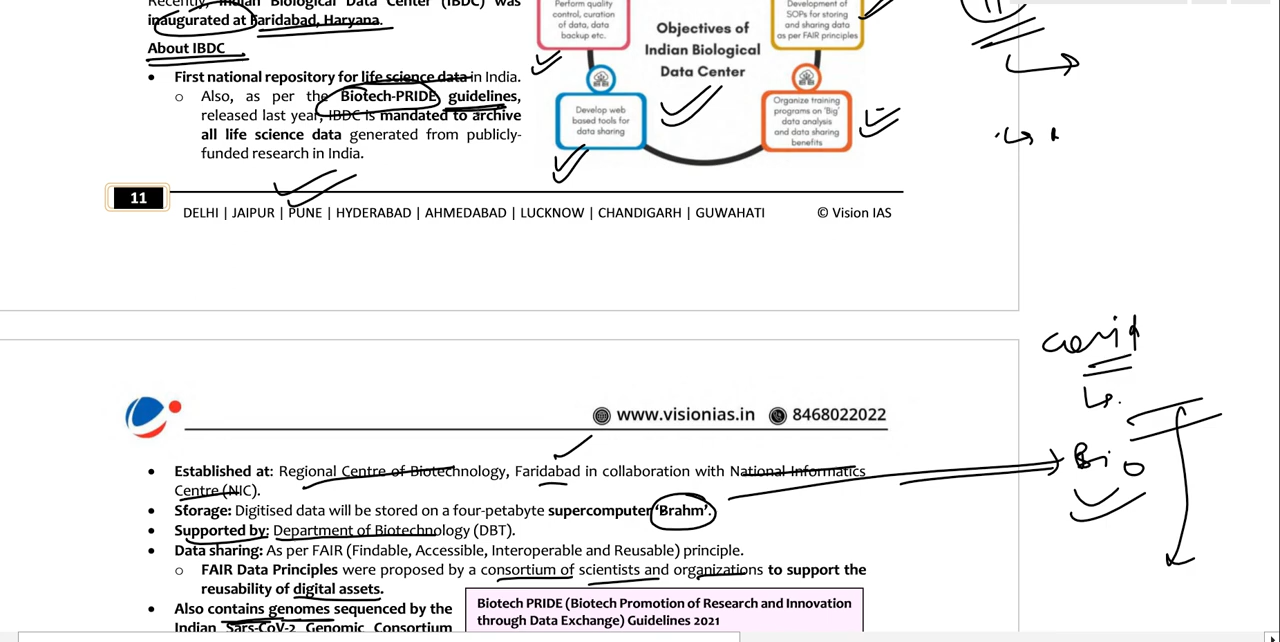 Recently, Indian Biological Data Center (IBDC) was
inaugurated at Faridabad, Haryana.
About IBDC
• First national repository for life science data in India.
o Also, as per the Biotech-PRIDE guidelines,
released last year, IBDC is mandated to archive
all life science data generated from publicly-
funded research in India.
Perform quality
control, curation
of data, data
backup etc.
Development of
SOPs for storing
and sharing data
as per FAIR principles
Objectives of
Indian Biological
Data Center
Develop web
based tools for
data sharing
Organize training
programs on 'Big'
data analysis
and data sharing
benefits
11
DELHI | JAIPUR | PUNE | HYDERABAD | AHMEDABAD | LUCKNOW | CHANDIGARH | GUWAHATI
© Vision IAS
www.visionias.in 8468022022
• Established at: Regional Centre of Biotechnology, Faridabad in collaboration with National Informatics
Centre (NIC).
• Storage: Digitised data will be stored on a four-petabyte supercomputer 'Brahm'.
• Supported by: Department of Biotechnology (DBT).
• Data sharing: As per FAIR (Findable, Accessible, Interoperable and Reusable) principle.
o FAIR Data Principles were proposed by a consortium of scientists and organizations to support the
reusability of digital assets.
• Also contains genomes sequenced by the
Indian Sars-CoV-2 Genomic Consortium
Biotech PRIDE (Biotech Promotion of Research and Innovation
through Data Exchange) Guidelines 2021
Bio